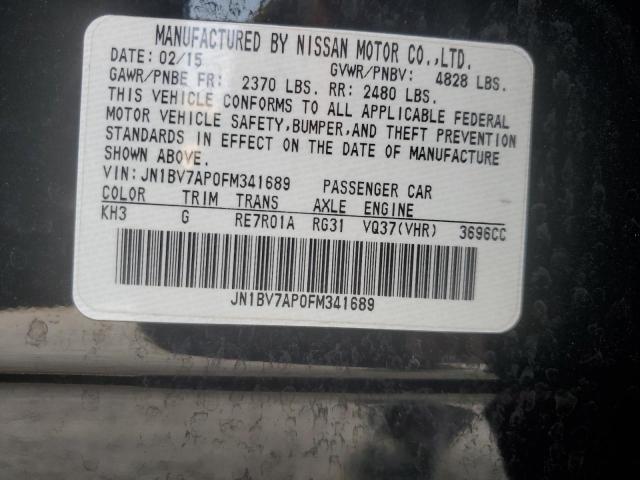 MANUFACTURED BY NISSAN MOTOR CO.,LTD.
DATE: 02/15 GVWR/PNBV: 4828 LBS.
GAWR/PNBE FR: 2370 LBS. RR: 2480 LBS.
THIS VEHICLE CONFORMS TO ALL APPLICABLE FEDERAL
MOTOR VEHICLE SAFETY,BUMPER,AND THEFT PREVENTION
STANDARDS IN EFFECT ON THE DATE OF MANUFACTURE
SHOWN ABOVE.
VIN:JN1BV7AP0FM341689 PASSENGER CAR
COLOR TRIM TRANS AXLE ENGINE
KH3 G RE7R01A RG31 VQ37(VHR) 3696CC
JN1BV7AP0FM341689